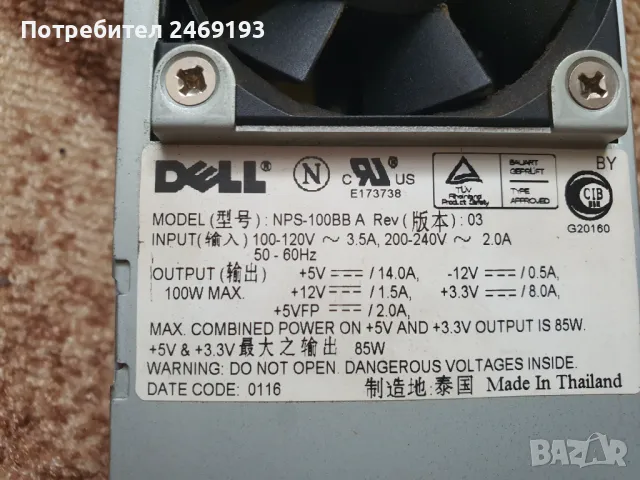 Потребител 2469193
DELL N C RU US E173738 TÜV Rheinland Product Safety BAUART GEPRÜFT TYPE APPROVED BY CIB G20160
MODEL (型号) : NPS-100BB A Rev (版本) : 03
INPUT (输入) 100-120V ～ 3.5A, 200-240V ～ 2.0A
50 - 60Hz
OUTPUT (输出) +5V / 14.0A, -12V / 0.5A
100W MAX. +12V / 1.5A, +3.3V / 8.0A,
+5VFP / 2.0A,
MAX. COMBINED POWER ON +5V AND +3.3V OUTPUT IS 85W.
+5V & +3.3V 最大之输出 85W
WARNING: DO NOT OPEN. DANGEROUS VOLTAGES INSIDE.
DATE CODE: 0116 制造地:泰国 Made In Thailand
BAZAR